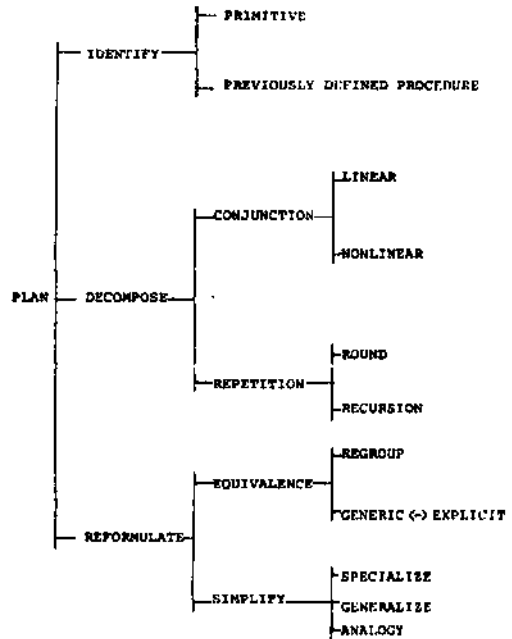 PRIMITIVE
IDENTIFY
PREVIOUSLY DEFINED PROCEDURE
LINEAR
CONJUNCTION
NONLINEAR
PLAN
DECOMPOSE
ROUND
REPETITION
RECURSION
REGROUP
EQUIVALENCE
GENERIC <-> EXPLICIT
REFORMULATE
SPECIALIZE
SIMPLIFY
GENERALIZE
ANALOGY